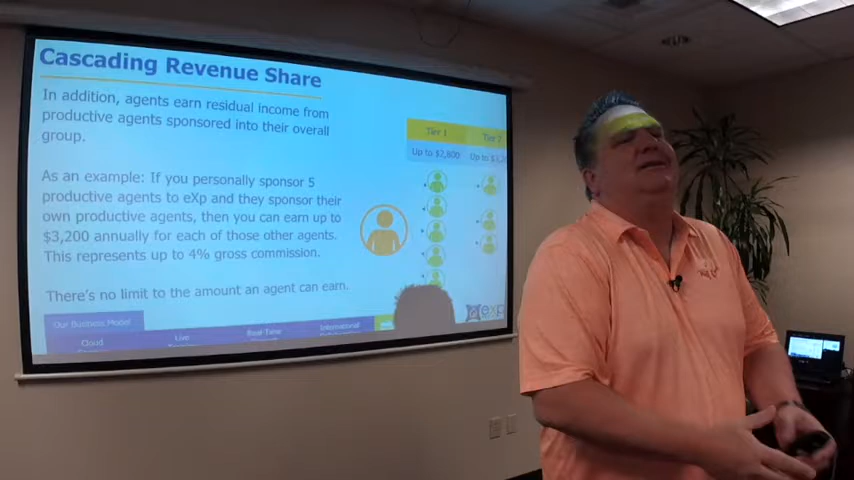 Cascading Revenue Share
In addition, agents earn residual income from
productive agents sponsored into their overall
group.
As an example: If you personally sponsor 5
productive agents to eXp and they sponsor their
own productive agents, then you can earn up to
$3,200 annually for each of those other agents.
This represents up to 4% gross commission.
There's no limit to the amount an agent can earn.
Tier 1
Tier 2
Up to $2,800
Up to
Our Business Model
Cloud
Live
Real-Time
International
exp